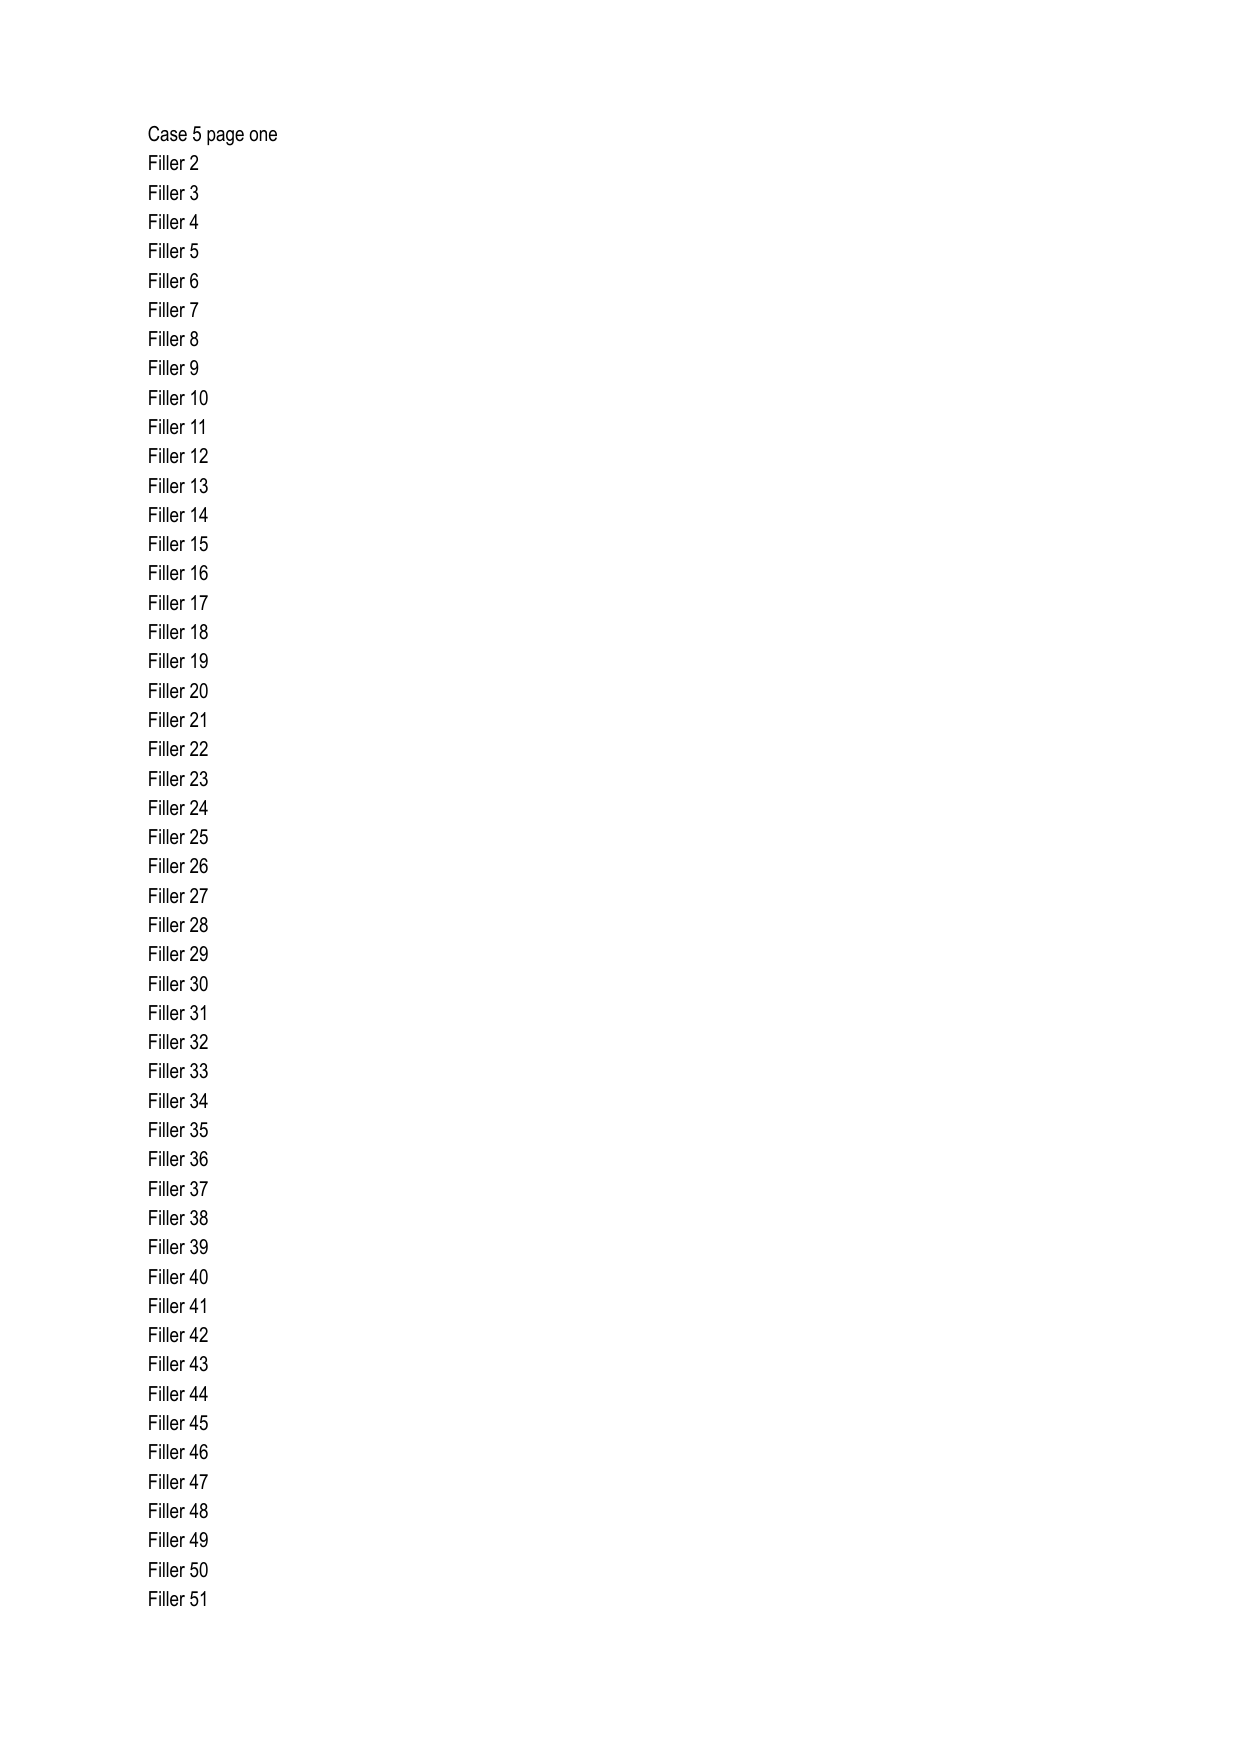 Case 5 page one
Filler 2
Filler 3
Filler 4
Filler 5
Filler 6
Filler 7
Filler 8
Filler 9
Filler 10
Filler 11
Filler 12
Filler 13
Filler 14
Filler 15
Filler 16
Filler 17
Filler 18
Filler 19
Filler 20
Filler 21
Filler 22
Filler 23
Filler 24
Filler 25
Filler 26
Filler 27
Filler 28
Filler 29
Filler 30
Filler 31
Filler 32
Filler 33
Filler 34
Filler 35
Filler 36
Filler 37
Filler 38
Filler 39
Filler 40
Filler 41
Filler 42
Filler 43
Filler 44
Filler 45
Filler 46
Filler 47
Filler 48
Filler 49
Filler 50
Filler 51